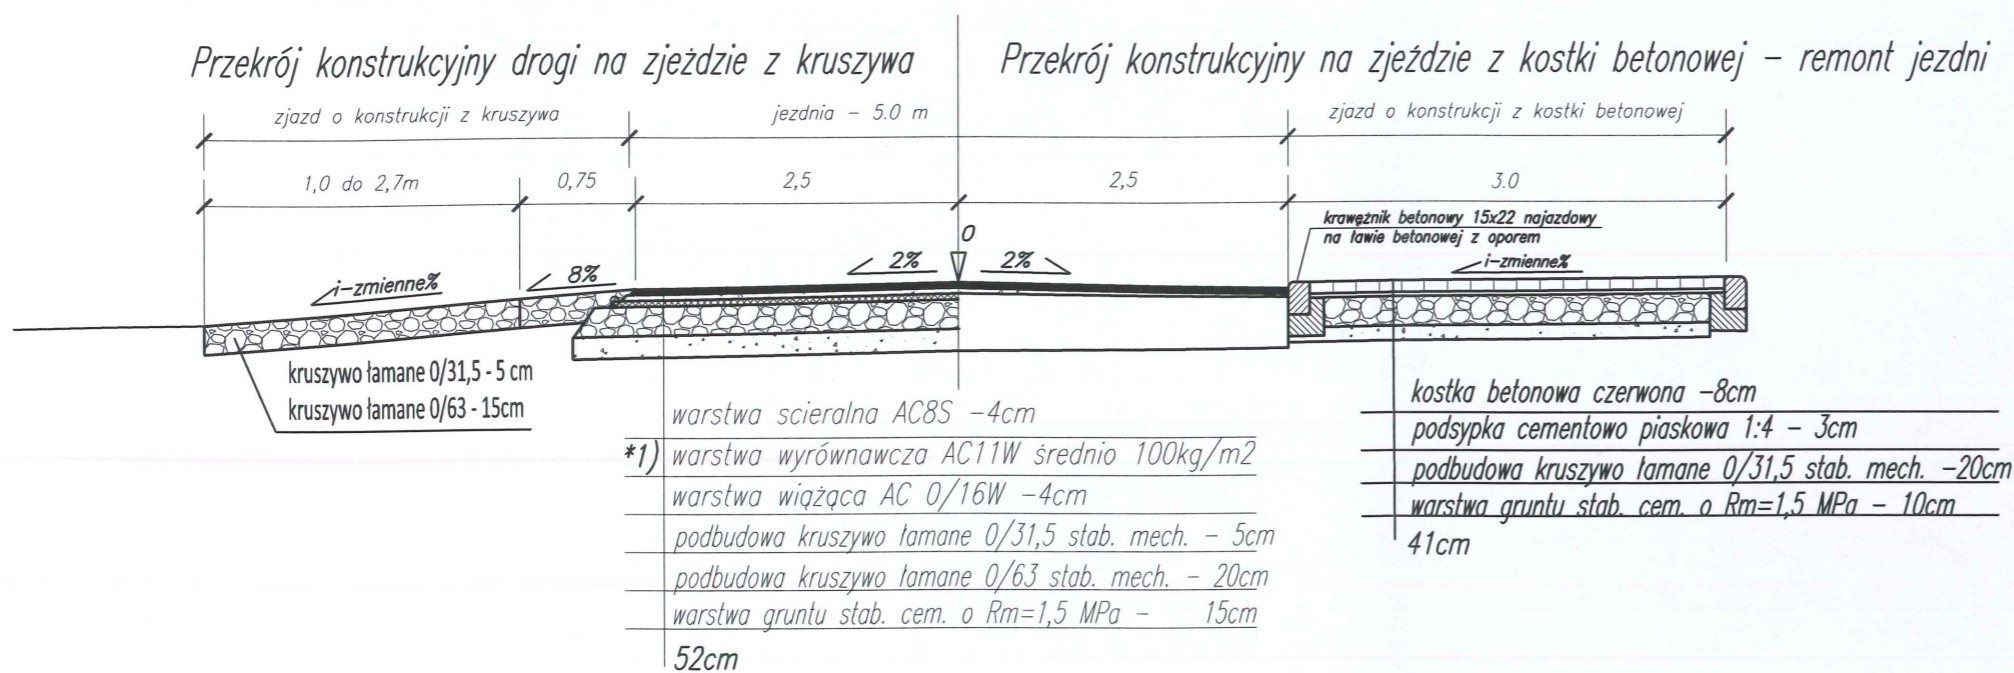 Przekrój konstrukcyjny drogi na zjeździe z kruszywa
Przekrój konstrukcyjny na zjeździe z kostki betonowej – remont jezdni
zjazd o konstrukcji z kruszywa
jezdnia – 5.0 m
zjazd o konstrukcji z kostki betonowej
1,0 do 2,7m
0,75
2,5
2,5
3.0
krawężnik betonowy 15x22 najazdowy
na ławie betonowej z oporem
0
i-zmienne%
8%
2%
2%
i-zmienne%
kruszywo łamane 0/31,5 - 5 cm
kruszywo łamane 0/63 - 15cm
warstwa scieralna AC8S –4cm
*1) warstwa wyrównawcza AC11W średnio 100kg/m2
warstwa wiążąca AC 0/16W –4cm
podbudowa kruszywo łamane 0/31,5 stab. mech. – 5cm
podbudowa kruszywo łamane 0/63 stab. mech. – 20cm
warstwa gruntu stab. cem. o Rm=1,5 MPa – 15cm
52cm
kostka betonowa czerwona –8cm
podsypka cementowo piaskowa 1:4 – 3cm
podbudowa kruszywo łamane 0/31,5 stab. mech. –20cm
warstwa gruntu stab. cem. o Rm=1,5 MPa – 10cm
41cm